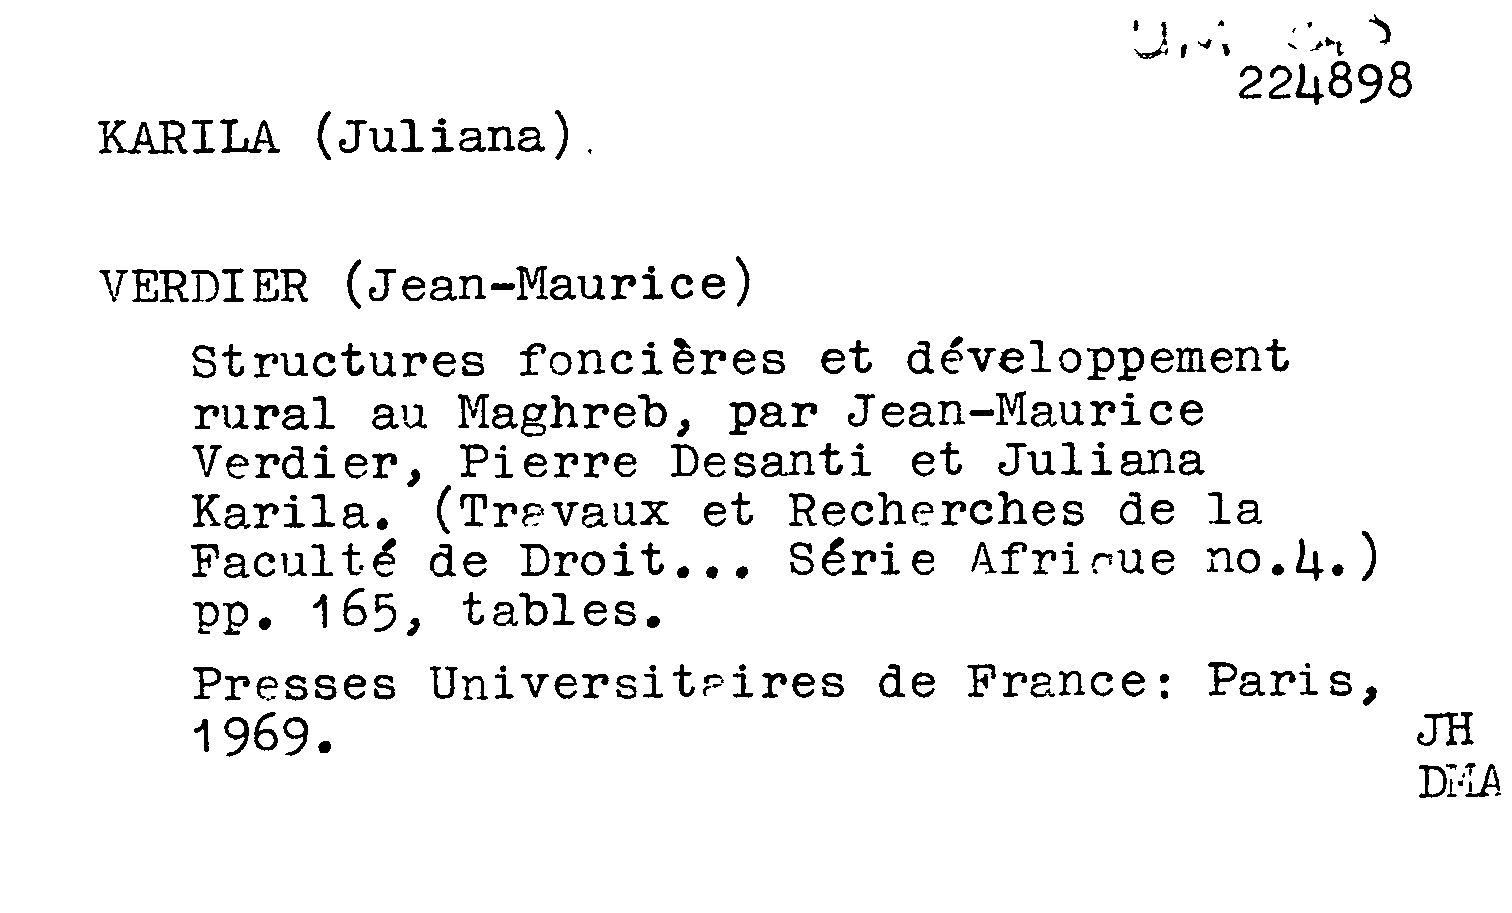 224898
KARILA (Juliana).
VERDIER (Jean-Maurice)
Structures foncières et développement
rural au Maghreb, par Jean-Maurice
Verdier, Pierre Desanti et Juliana
Karila. (Travaux et Recherches de la
Faculté de Droit... Série Afrique no.4.)
pp. 165, tables.
Presses Universitaires de France: Paris,
1969.
JH
DMA